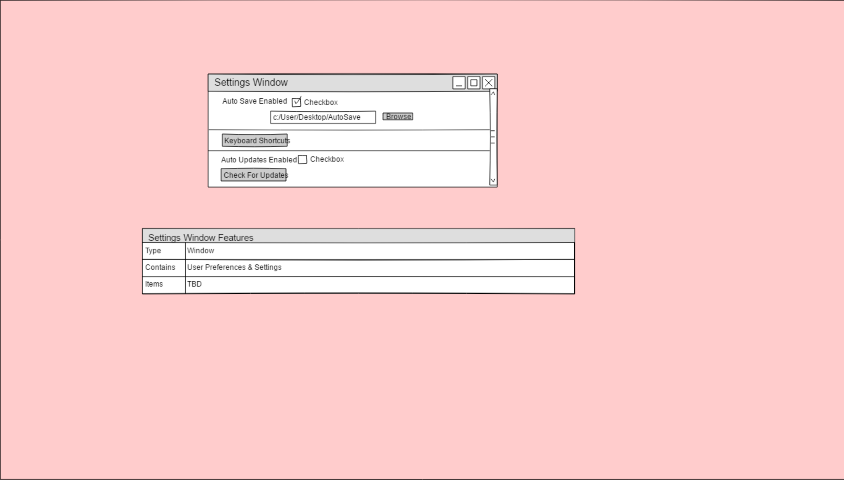 Settings Window
Auto Save Enabled Checkbox
c:/User/Desktop/AutoSave Browse
Keyboard Shortcuts
Auto Updates Enabled Checkbox
Check For Updates
Settings Window Features
Type Window
Contains User Preferences & Settings
Items TBD